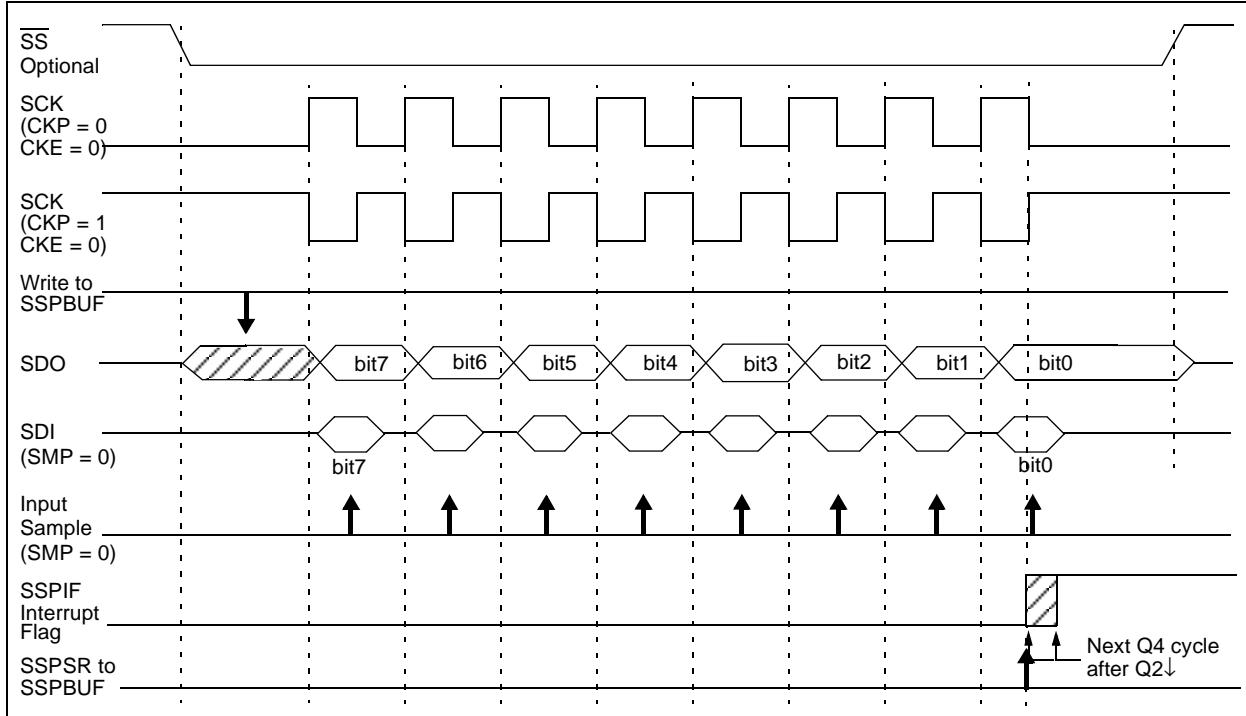 SS
Optional
SCK
(CKP = 0
CKE = 0)
SCK
(CKP = 1
CKE = 0)
Write to
SSPBUF
SDO
bit7
bit6
bit5
bit4
bit3
bit2
bit1
bit0
SDI
(SMP = 0)
bit7
bit0
Input
Sample
(SMP = 0)
SSPIF
Interrupt
Flag
Next Q4 cycle
after Q2↓
SSPSR to
SSPBUF